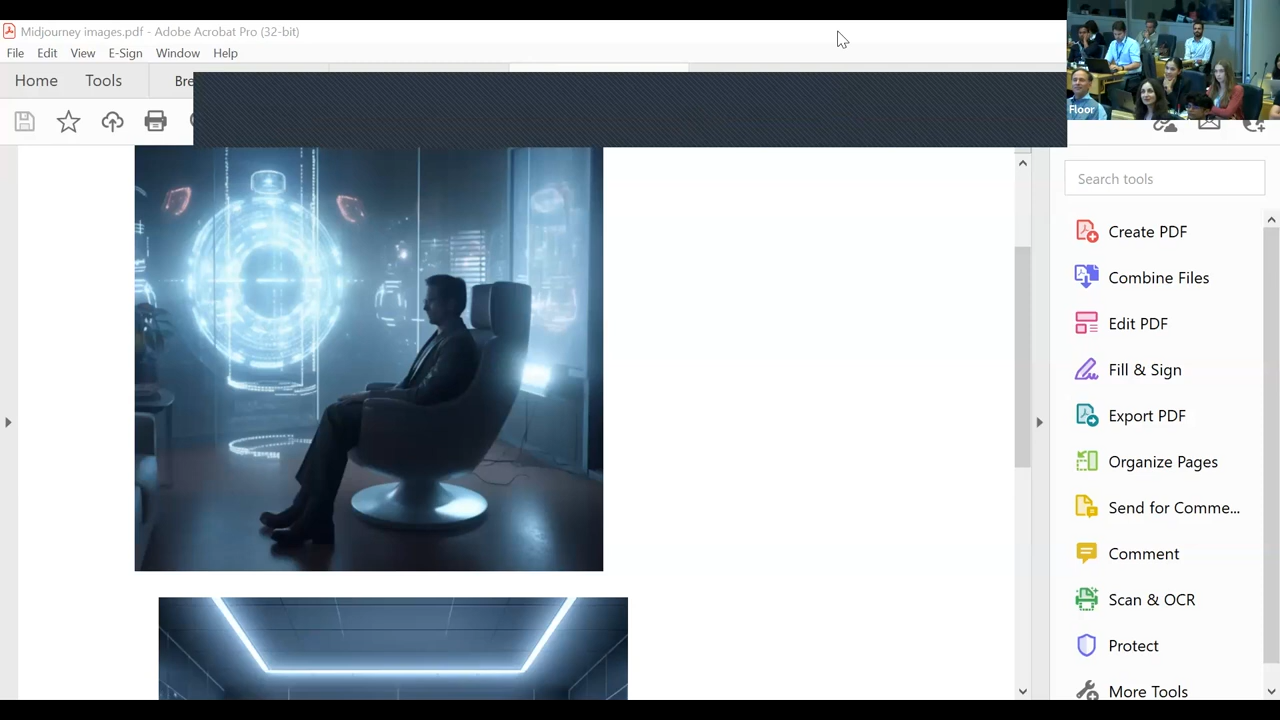 Midjourney images.pdf - Adobe Acrobat Pro (32-bit)
File Edit View E-Sign Window Help
Home Tools Bre
Floor
Search tools
Create PDF
Combine Files
Edit PDF
Fill & Sign
Export PDF
Organize Pages
Send for Comme...
Comment
Scan & OCR
Protect
More Tools